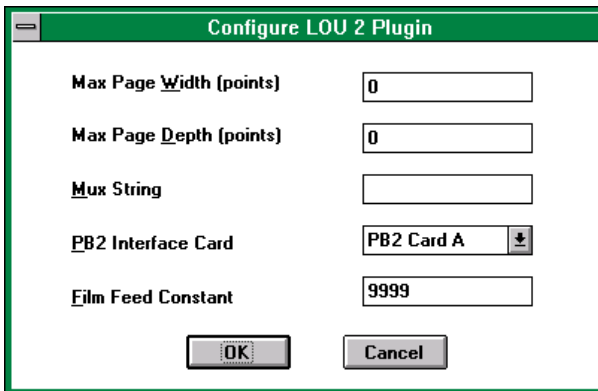 Configure LOU 2 Plugin
Max Page Width (points) 0
Max Page Depth (points) 0
Mux String
PB2 Interface Card PB2 Card A
Film Feed Constant 9999
OK Cancel